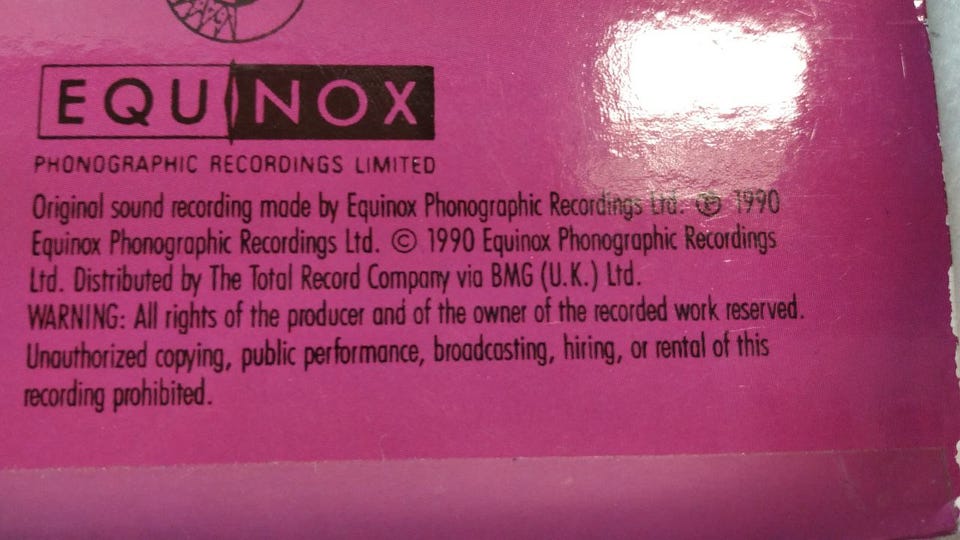 EQUINOX
PHONOGRAPHIC RECORDINGS LIMITED
Original sound recording made by Equinox Phonographic Recordings Ltd. ℗ 1990
Equinox Phonographic Recordings Ltd. © 1990 Equinox Phonographic Recordings
Ltd. Distributed by The Total Record Company via BMG (U.K.) Ltd.
WARNING: All rights of the producer and of the owner of the recorded work reserved.
Unauthorized copying, public performance, broadcasting, hiring, or rental of this
recording prohibited.